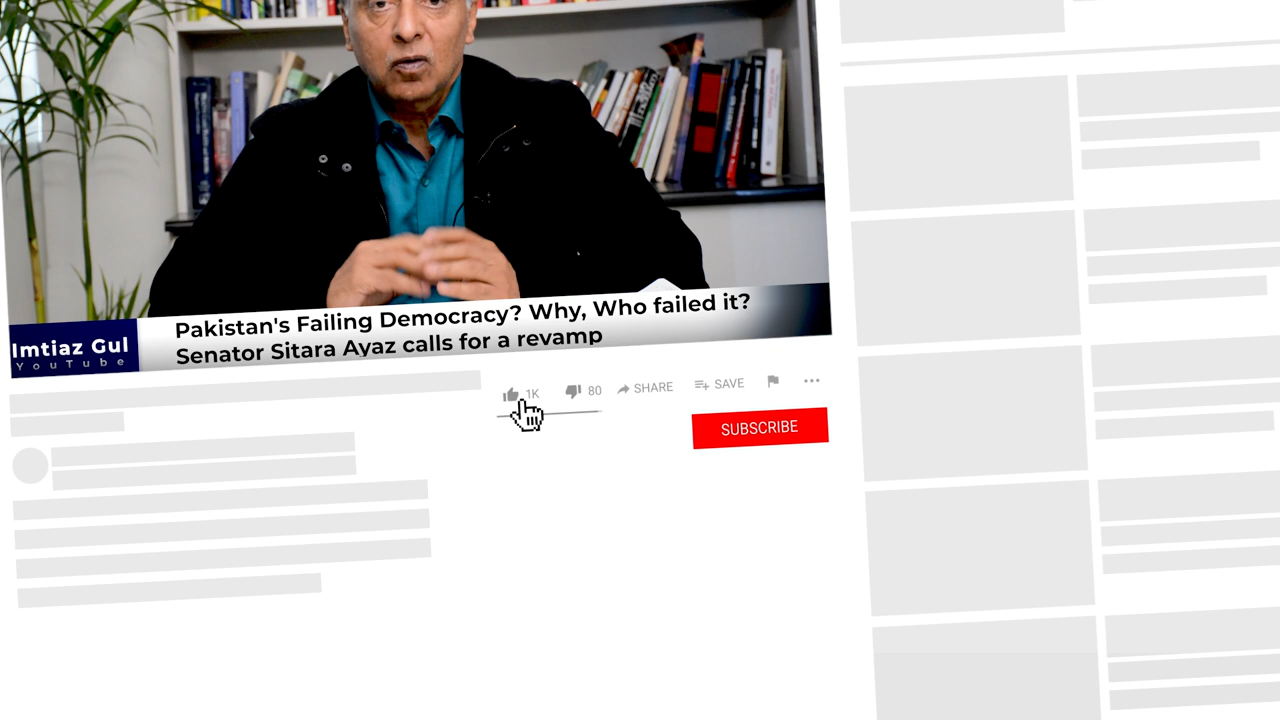 Pakistan's Failing Democracy? Why, Who failed it?
Senator Sitara Ayaz calls for a revamp
Imtiaz Gul
YouTube
1K
80
SHARE
SAVE
SUBSCRIBE